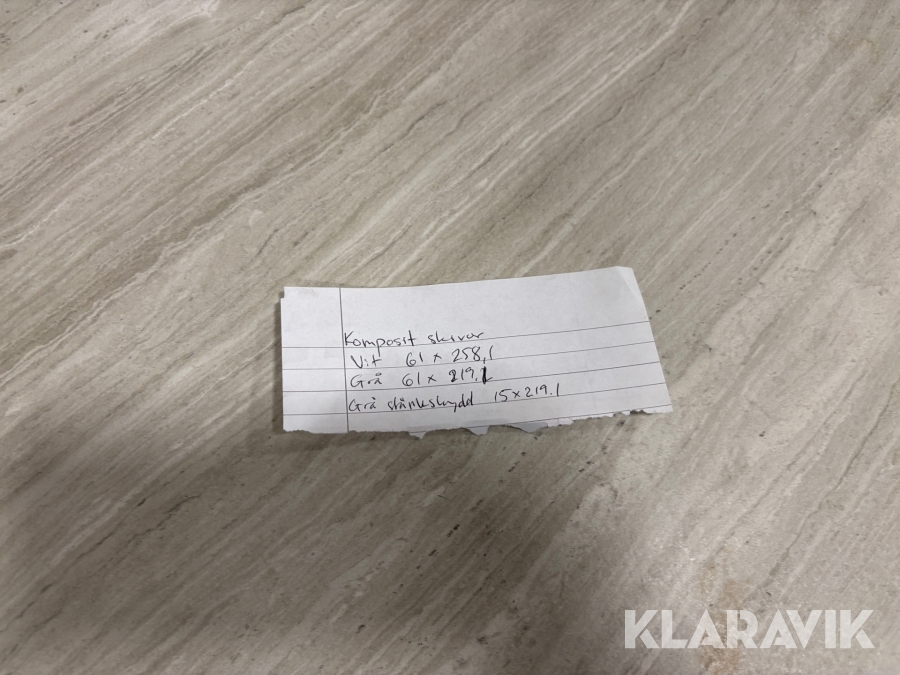 Komposit skivor
Vit 61 x 258,1
Grå 61 x 219,1
Grå stänkskydd 15x219.1
KLARAVIK